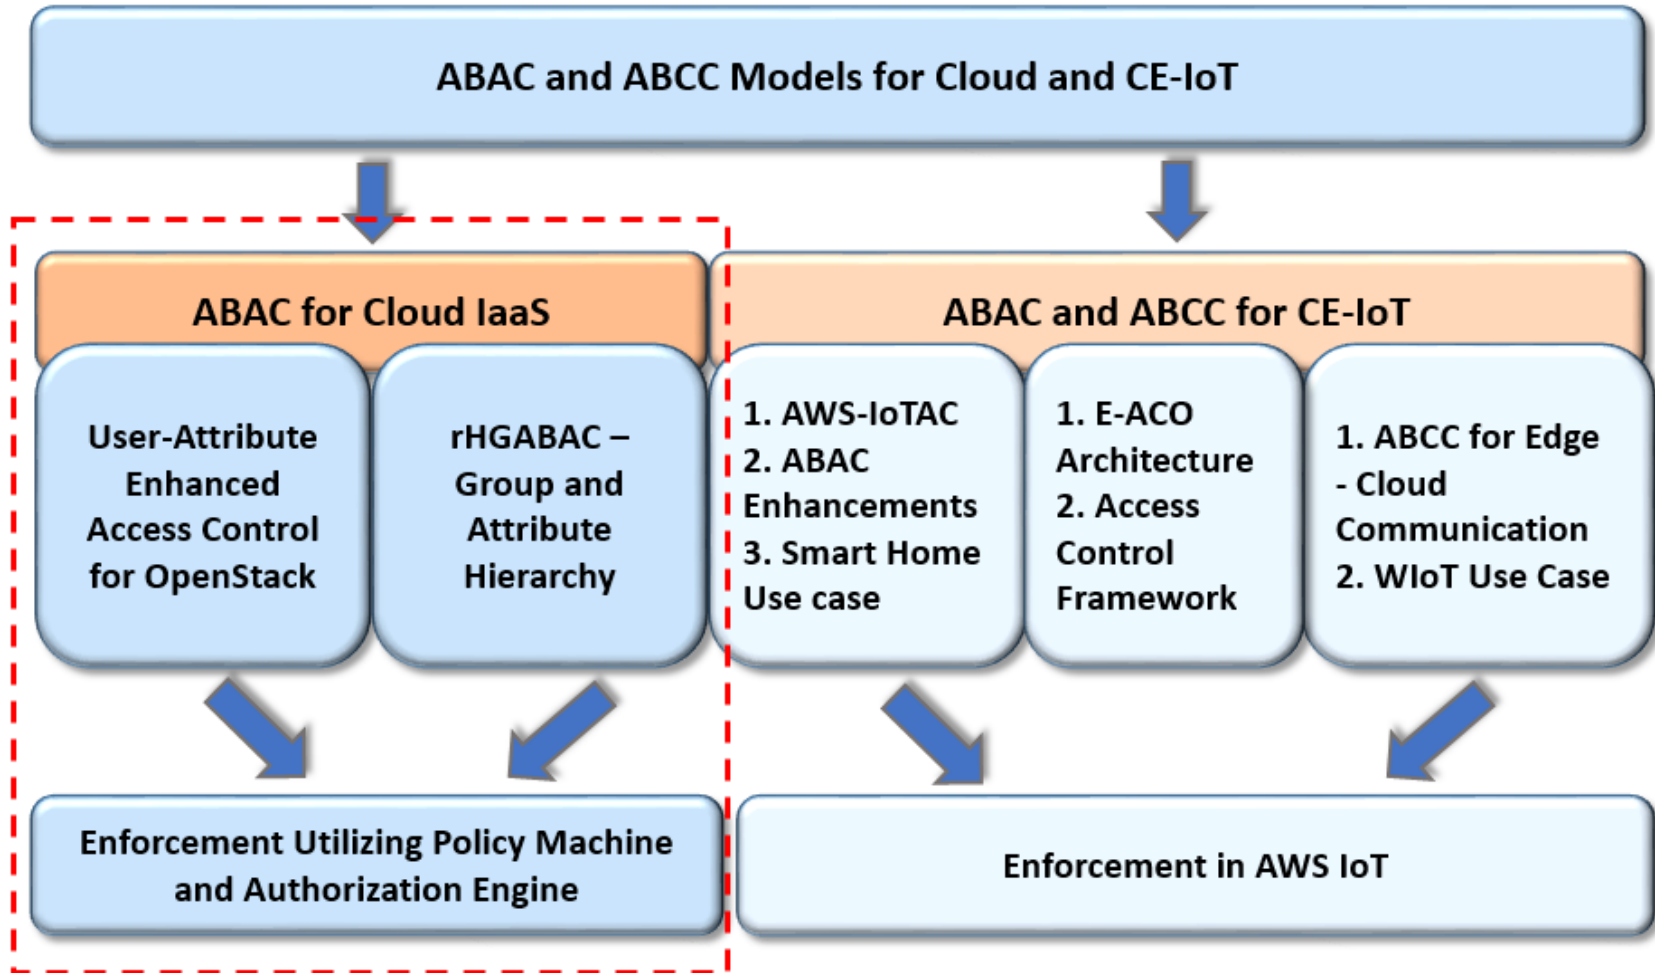 ABAC and ABCC Models for Cloud and CE-IoT
ABAC for Cloud IaaS
ABAC and ABCC for CE-IoT
User-Attribute
Enhanced
Access Control
for OpenStack
rHGABAC –
Group and
Attribute
Hierarchy
1. AWS-IoTAC
2. ABAC
Enhancements
3. Smart Home
Use case
1. E-ACO
Architecture
2. Access
Control
Framework
1. ABCC for Edge
- Cloud
Communication
2. WIoT Use Case
Enforcement Utilizing Policy Machine
and Authorization Engine
Enforcement in AWS IoT